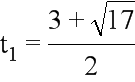 t₁ = (3 + √17) / 2